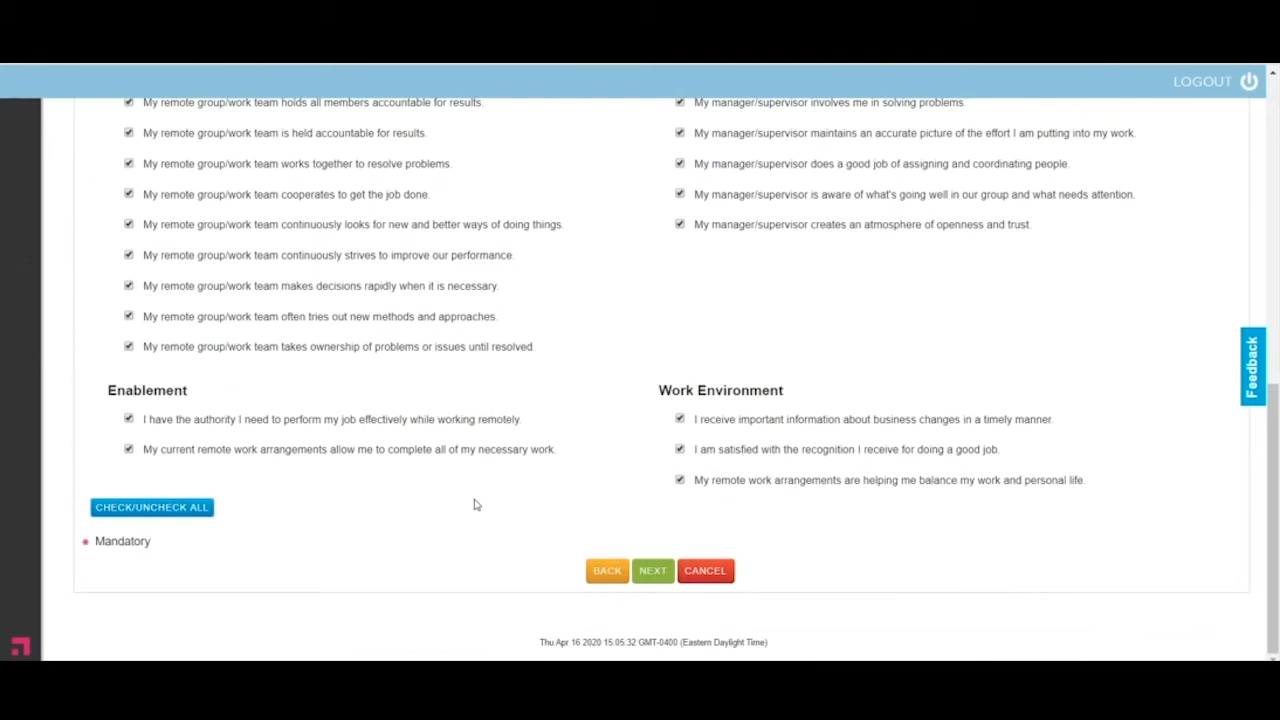 LOGOUT
My remote group/work team holds all members accountable for results.
My remote group/work team is held accountable for results.
My remote group/work team works together to resolve problems.
My remote group/work team cooperates to get the job done.
My remote group/work team continuously looks for new and better ways of doing things.
My remote group/work team continuously strives to improve our performance.
My remote group/work team makes decisions rapidly when it is necessary.
My remote group/work team often tries out new methods and approaches.
My remote group/work team takes ownership of problems or issues until resolved.
My manager/supervisor involves me in solving problems.
My manager/supervisor maintains an accurate picture of the effort I am putting into my work.
My manager/supervisor does a good job of assigning and coordinating people.
My manager/supervisor is aware of what's going well in our group and what needs attention.
My manager/supervisor creates an atmosphere of openness and trust.
Feedback
Enablement
I have the authority I need to perform my job effectively while working remotely.
My current remote work arrangements allow me to complete all of my necessary work.
Work Environment
I receive important information about business changes in a timely manner.
I am satisfied with the recognition I receive for doing a good job.
My remote work arrangements are helping me balance my work and personal life.
CHECK/UNCHECK ALL
Mandatory
BACK
NEXT
CANCEL
Thu Apr 16 2020 15:05:32 GMT-0400 (Eastern Daylight Time)